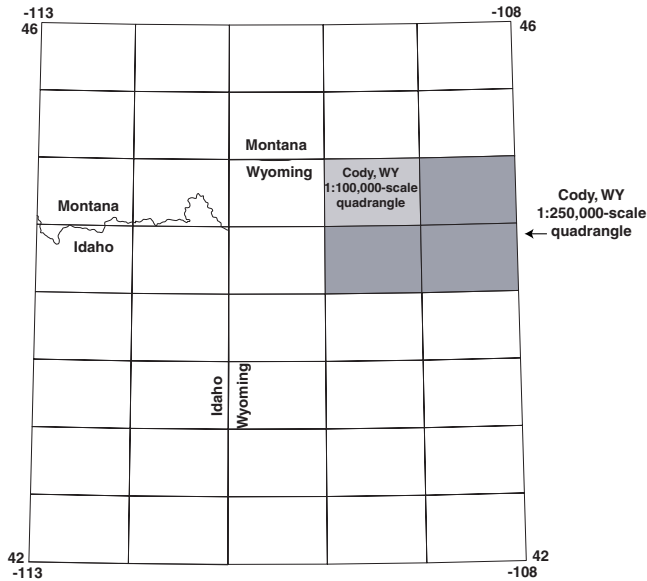 -113
-108
46
46
Montana
Wyoming
Cody, WY
1:100,000-scale
quadrangle
Cody, WY
1:250,000-scale
quadrangle
Montana
Idaho
Idaho
Wyoming
42
42
-113
-108